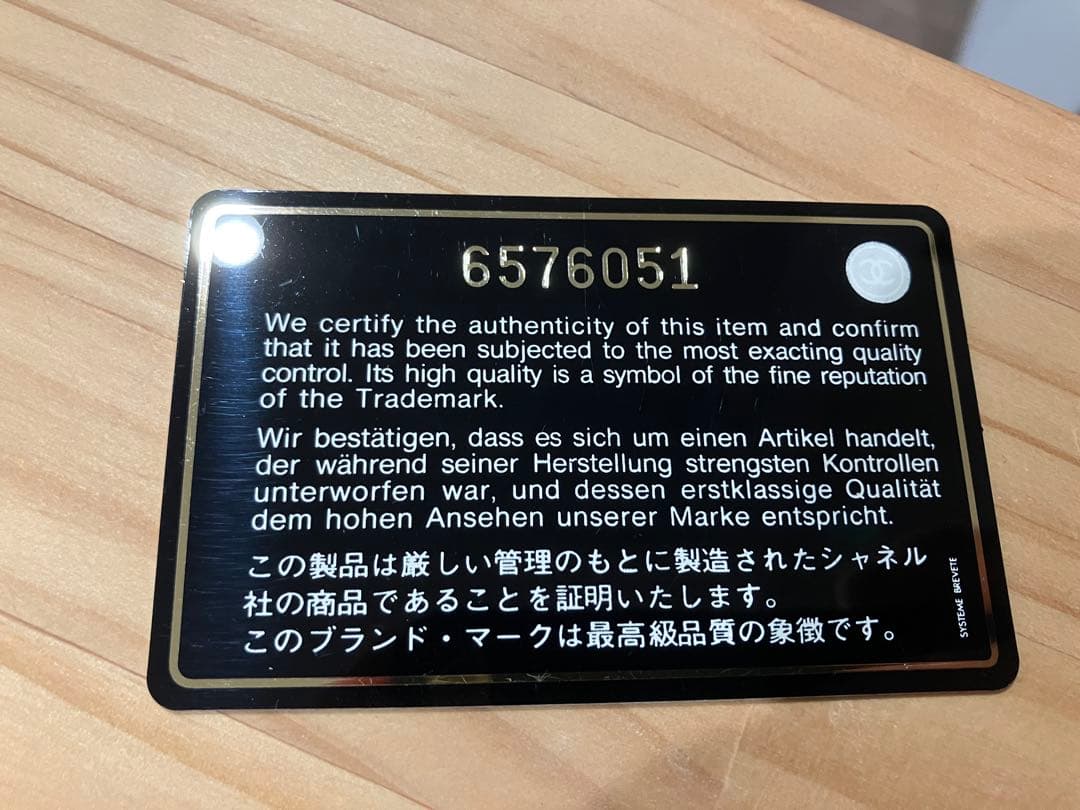 6576051
We certify the authenticity of this item and confirm
that it has been subjected to the most exacting quality
control. Its high quality is a symbol of the fine reputation
of the Trademark.
Wir bestätigen, dass es sich um einen Artikel handelt,
der während seiner Herstellung strengsten Kontrollen
unterworfen war, und dessen erstklassige Qualität
dem hohen Ansehen unserer Marke entspricht.
この製品は厳しい管理のもとに製造されたシャネル
社の商品であることを証明いたします。
このブランド・マークは最高級品質の象徴です。
SYSTEME BREVETE